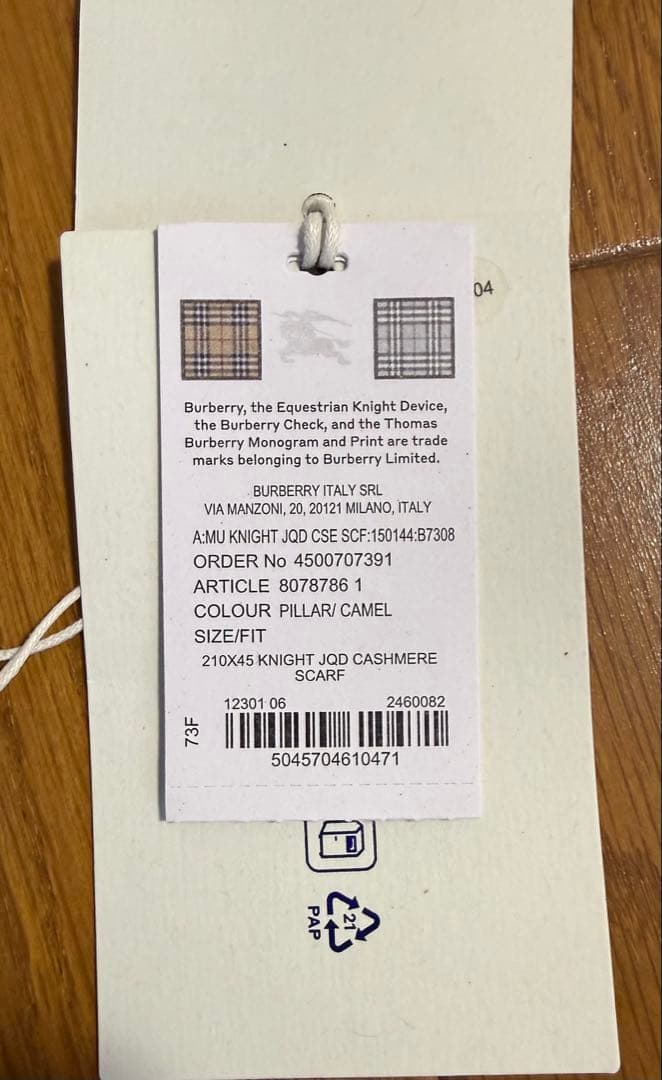 04
Burberry, the Equestrian Knight Device,
the Burberry Check, and the Thomas
Burberry Monogram and Print are trade
marks belonging to Burberry Limited.
BURBERRY ITALY SRL
VIA MANZONI, 20, 20121 MILANO, ITALY
A:MU KNIGHT JQD CSE SCF:150144:B7308
ORDER No 4500707391
ARTICLE 8078786 1
COLOUR PILLAR/ CAMEL
SIZE/FIT
210X45 KNIGHT JQD CASHMERE
SCARF
12301 06 2460082
73F
5045704610471
21
PAP